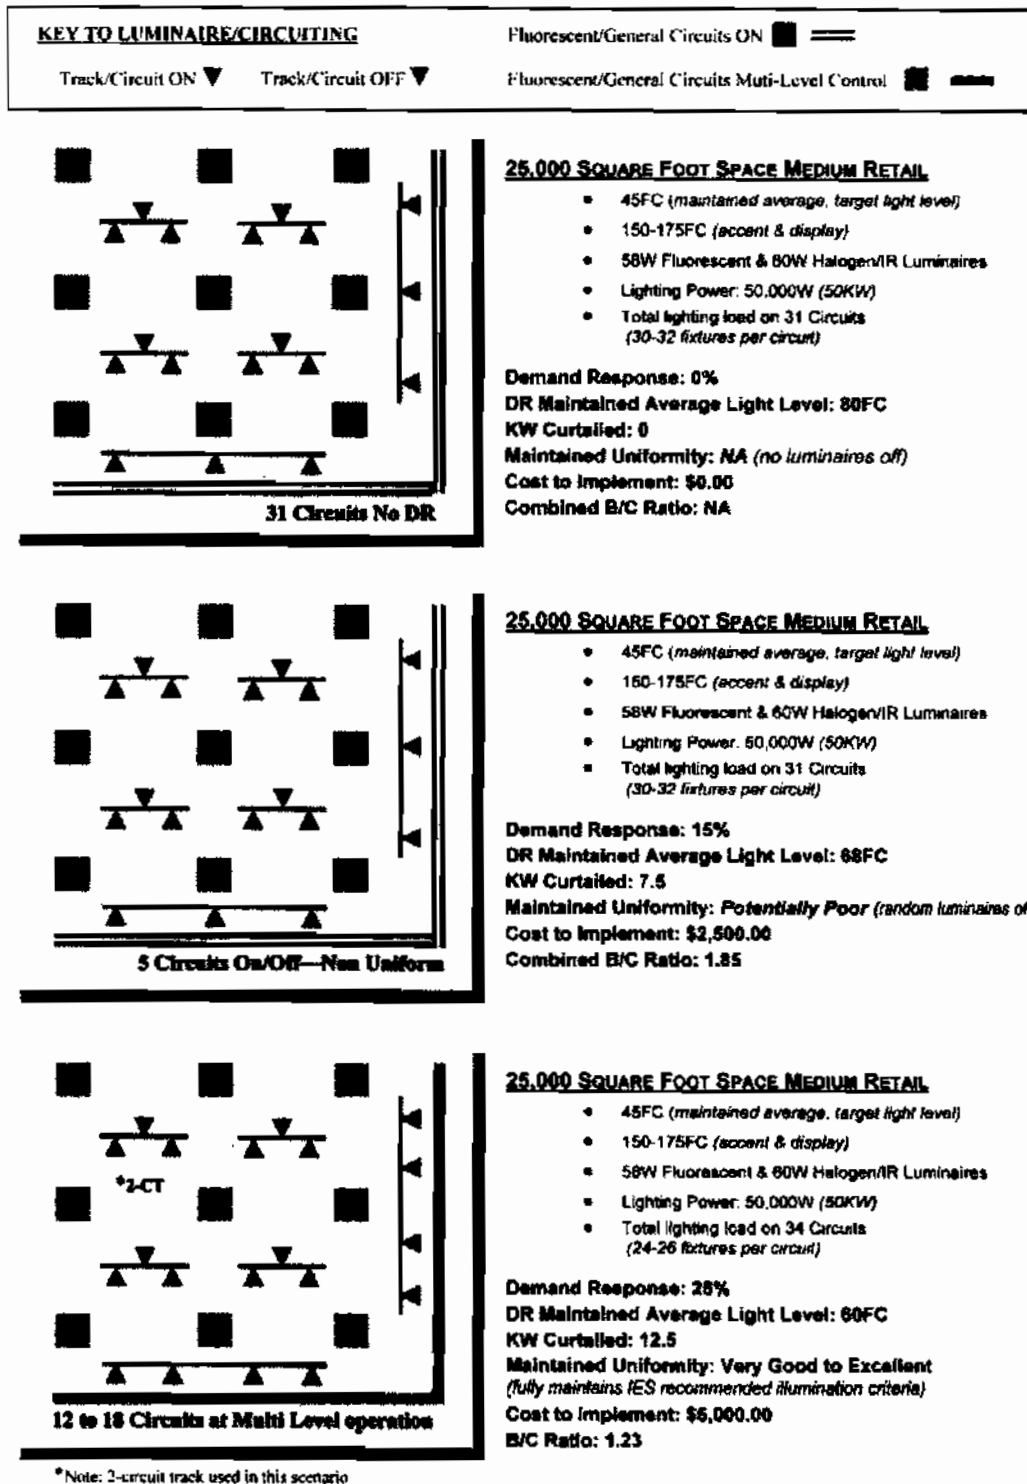 KEY TO LUMINAIRE/CIRCUITING
Fluorescent/General Circuits ON
Track/Circuit ON
Track/Circuit OFF
Fluorescent/General Circuits Muti-Level Control
25,000 SQUARE FOOT SPACE MEDIUM RETAIL
45FC (maintained average, target light level)
150-175FC (accent & display)
58W Fluorescent & 60W Halogen/IR Luminaires
Lighting Power: 50,000W (50KW)
Total lighting load on 31 Circuits
(30-32 fixtures per circuit)
Demand Response: 0%
DR Maintained Average Light Level: 80FC
KW Curtailed: 0
Maintained Uniformity: NA (no luminaires off)
Cost to Implement: $0.00
Combined B/C Ratio: NA
31 Circuits No DR
25,000 SQUARE FOOT SPACE MEDIUM RETAIL
45FC (maintained average, target light level)
150-175FC (accent & display)
58W Fluorescent & 60W Halogen/IR Luminaires
Lighting Power: 50,000W (50KW)
Total lighting load on 31 Circuits
(30-32 fixtures per circuit)
Demand Response: 15%
DR Maintained Average Light Level: 68FC
KW Curtailed: 7.5
Maintained Uniformity: Potentially Poor (random luminaires of
Cost to Implement: $2,500.00
Combined B/C Ratio: 1.85
5 Circuits On/Off—Non Uniform
25,000 SQUARE FOOT SPACE MEDIUM RETAIL
45FC (maintained average, target light level)
150-175FC (accent & display)
58W Fluorescent & 60W Halogen/IR Luminaires
Lighting Power: 50,000W (50KW)
Total lighting load on 34 Circuits
(24-26 fixtures per circuit)
Demand Response: 25%
DR Maintained Average Light Level: 60FC
KW Curtailed: 12.5
Maintained Uniformity: Very Good to Excellent
(fully maintains IES recommended illumination criteria)
Cost to Implement: $5,000.00
B/C Ratio: 1.23
*2-CT
12 to 18 Circuits at Multi Level operation
*Note: 2-circuit track used in this scenario